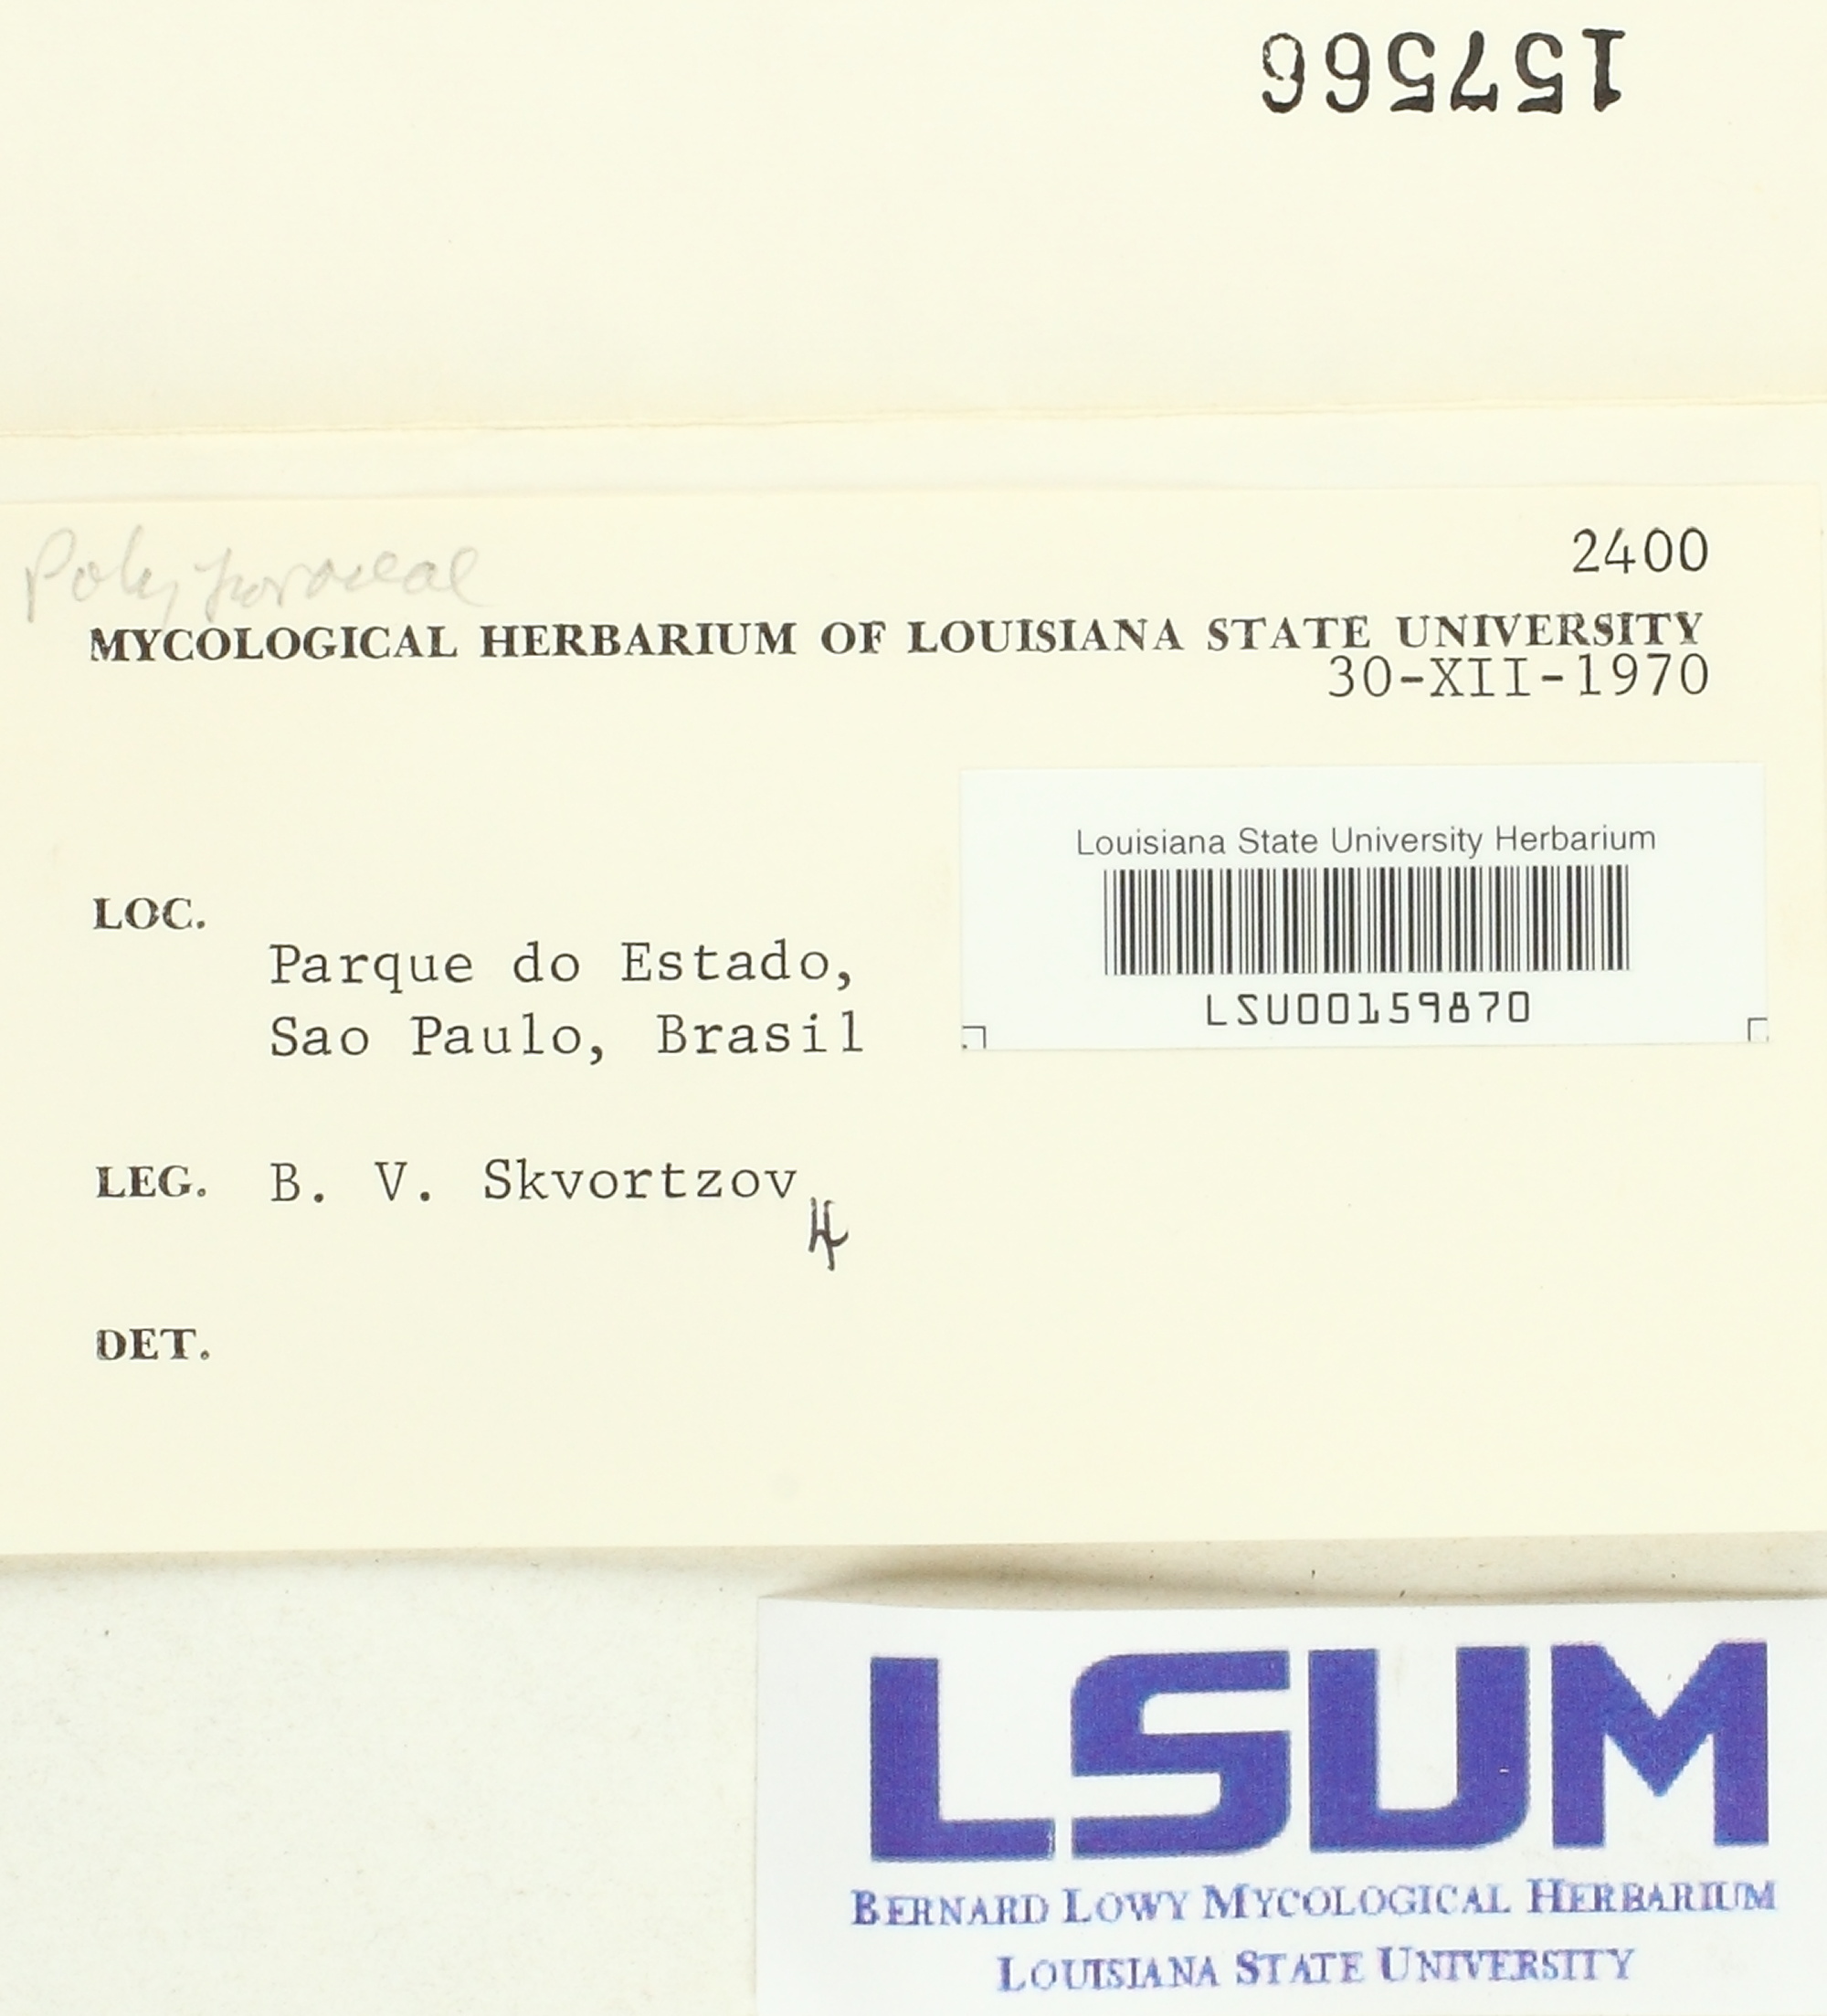 157566
2400
MYCOLOGICAL HERBARIUM OF LOUISIANA STATE UNIVERSITY
30-XII-1970
Louisiana State University Herbarium
LSU00159870
LOC.
Parque do Estado,
Sao Paulo, Brasil
LEG. B. V. Skvortzov
DET.
LSUM
BERNARD LOWY MYCOLOGICAL HERBARIUM
LOUISIANA STATE UNIVERSITY